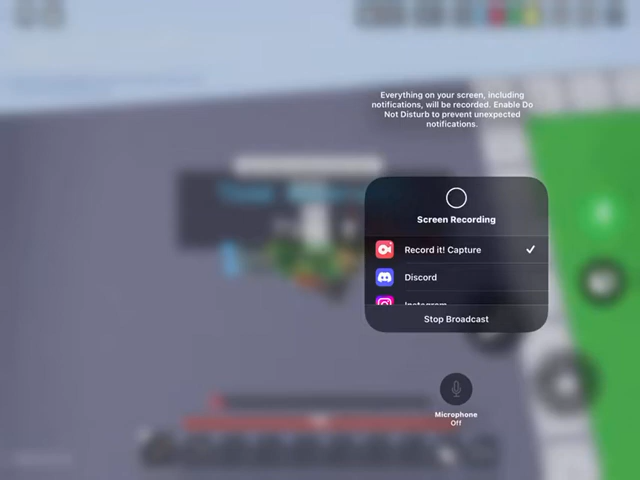 Everything on your screen, including
notifications, will be recorded. Enable Do
Not Disturb to prevent unexpected
notifications.
Screen Recording
Record it! Capture
Discord
Instagram
Stop Broadcast
Microphone
Off